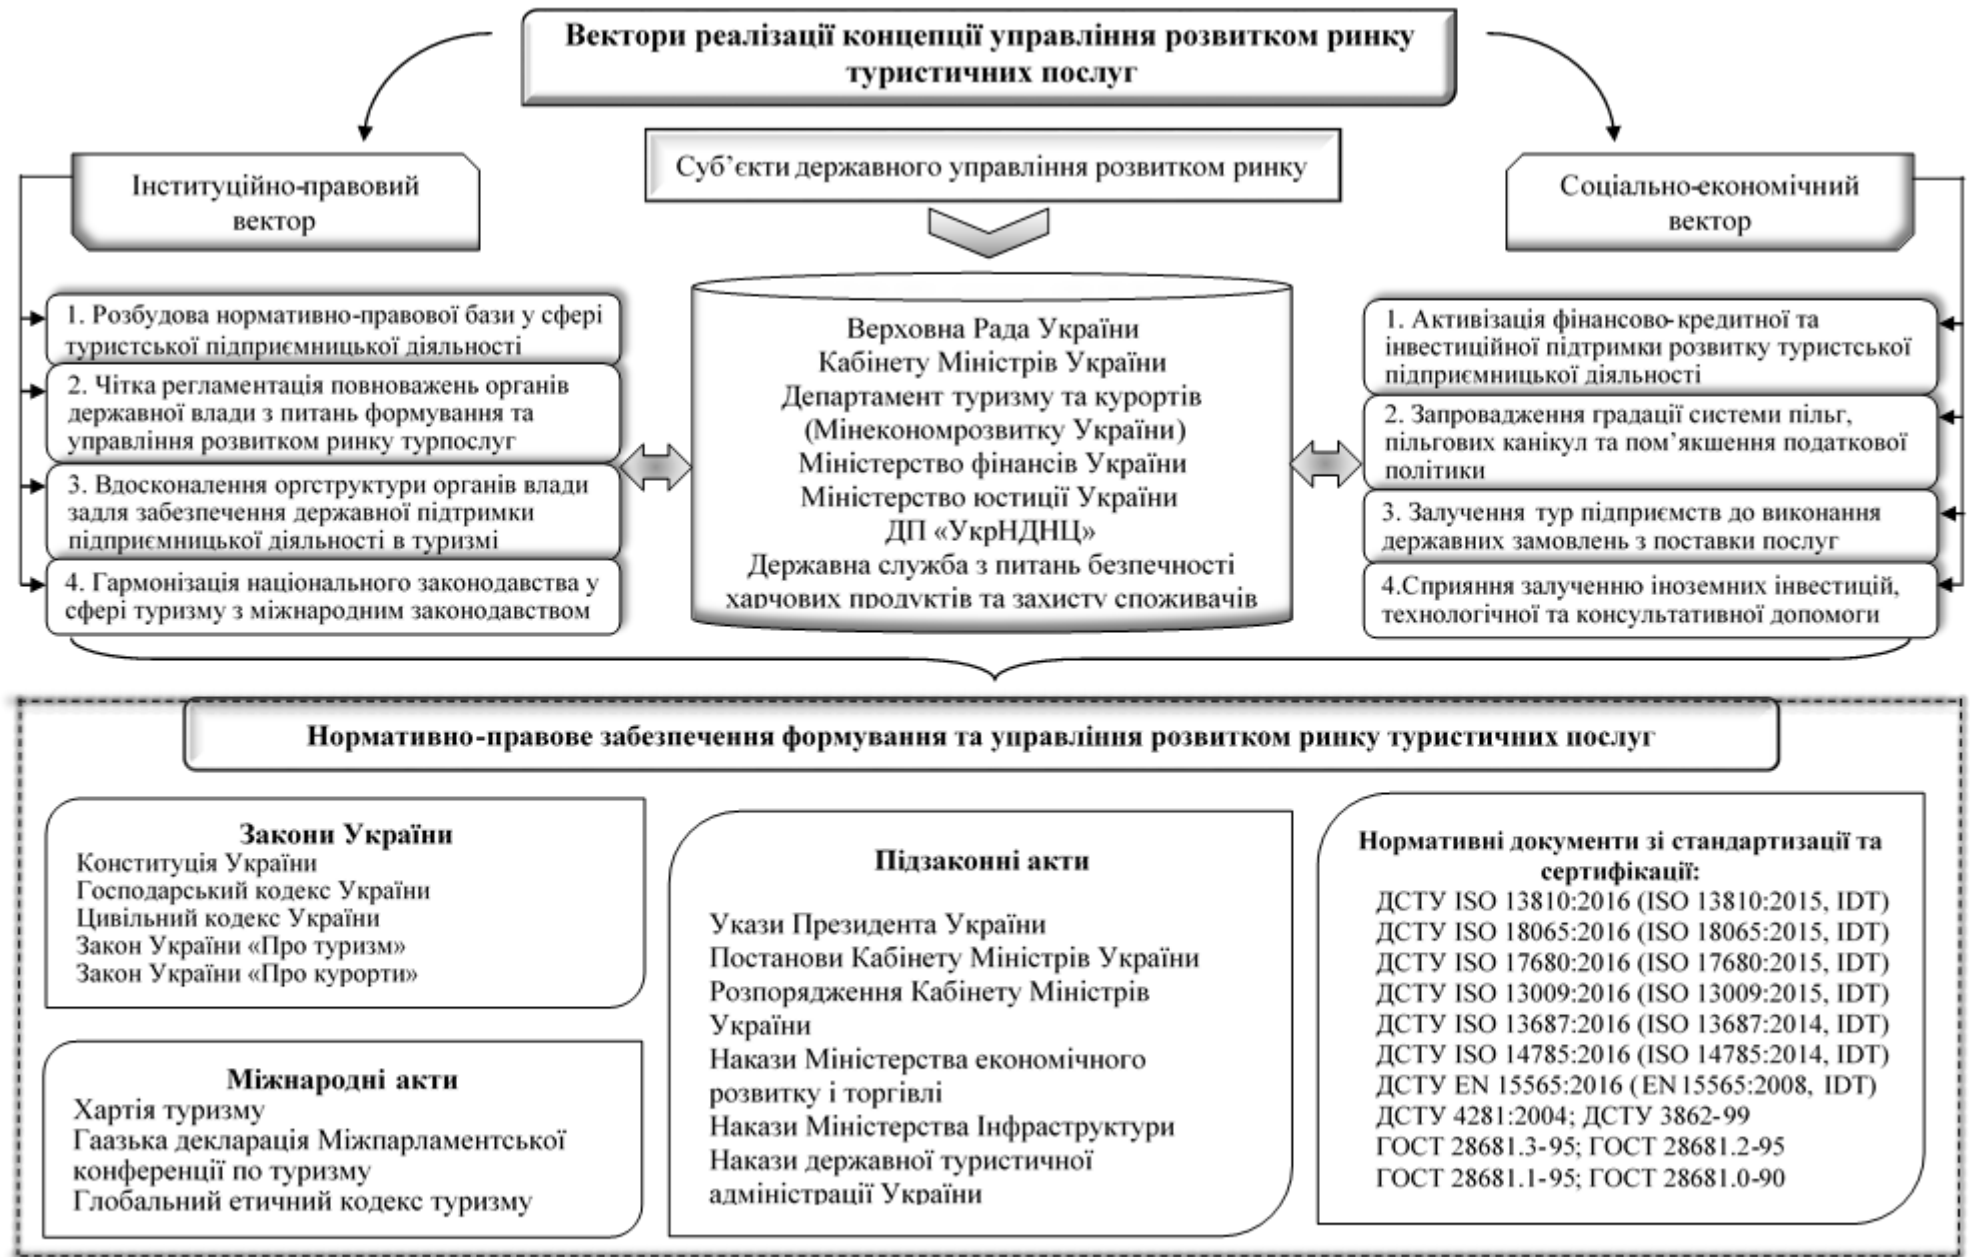 Вектори реалізації концепції управління розвитком ринку
туристичних послуг
Інституційно-правовий
вектор
Суб’єкти державного управління розвитком ринку
Соціально-економічний
вектор
1. Розбудова нормативно-правової бази у сфері
туристської підприємницької діяльності
2. Чітка регламентація повноважень органів
державної влади з питань формування та
управління розвитком ринку турпослуг
3. Вдосконалення оргструктури органів влади
задля забезпечення державної підтримки
підприємницької діяльності в туризмі
4. Гармонізація національного законодавства у
сфері туризму з міжнародним законодавством
Верховна Рада України
Кабінету Міністрів України
Департамент туризму та курортів
(Мінекономрозвитку України)
Міністерство фінансів України
Міністерство юстиції України
ДП «УкрНДНЦ»
Державна служба з питань безпечності
харчових продуктів та захисту споживачів
1. Активізація фінансово-кредитної та
інвестиційної підтримки розвитку туристської
підприємницької діяльності
2. Запровадження градації системи пільг,
пільгових канікул та пом’якшення податкової
політики
3. Залучення тур підприємств до виконання
державних замовлень з поставки послуг
4.Сприяння залученню іноземних інвестицій,
технологічної та консультативної допомоги
Нормативно-правове забезпечення формування та управління розвитком ринку туристичних послуг
Закони України
Конституція України
Господарський кодекс України
Цивільний кодекс України
Закон України «Про туризм»
Закон України «Про курорти»
Міжнародні акти
Хартія туризму
Гаазька декларація Міжпарламентської
конференції по туризму
Глобальний етичний кодекс туризму
Підзаконні акти
Укази Президента України
Постанови Кабінету Міністрів України
Розпорядження Кабінету Міністрів
України
Накази Міністерства економічного
розвитку і торгівлі
Накази Міністерства Інфраструктури
Накази державної туристичної
адміністрації України
Нормативні документи зі стандартизації та
сертифікації:
ДСТУ ISO 13810:2016 (ISO 13810:2015, IDT)
ДСТУ ISO 18065:2016 (ISO 18065:2015, IDT)
ДСТУ ISO 17680:2016 (ISO 17680:2015, IDT)
ДСТУ ISO 13009:2016 (ISO 13009:2015, IDT)
ДСТУ ISO 13687:2016 (ISO 13687:2014, IDT)
ДСТУ ISO 14785:2016 (ISO 14785:2014, IDT)
ДСТУ EN 15565:2016 (EN 15565:2008, IDT)
ДСТУ 4281:2004; ДСТУ 3862-99
ГОСТ 28681.3-95; ГОСТ 28681.2-95
ГОСТ 28681.1-95; ГОСТ 28681.0-90